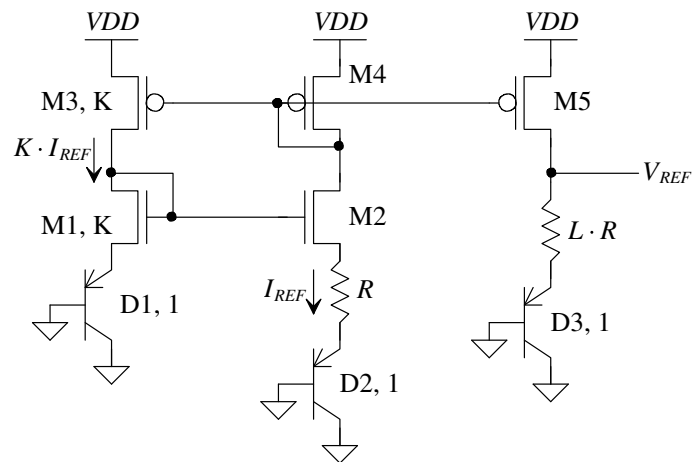 VDD
VDD
VDD
M3, K
M4
M5
K · I_REF
V_REF
M1, K
M2
L · R
I_REF
R
D1, 1
D3, 1
D2, 1